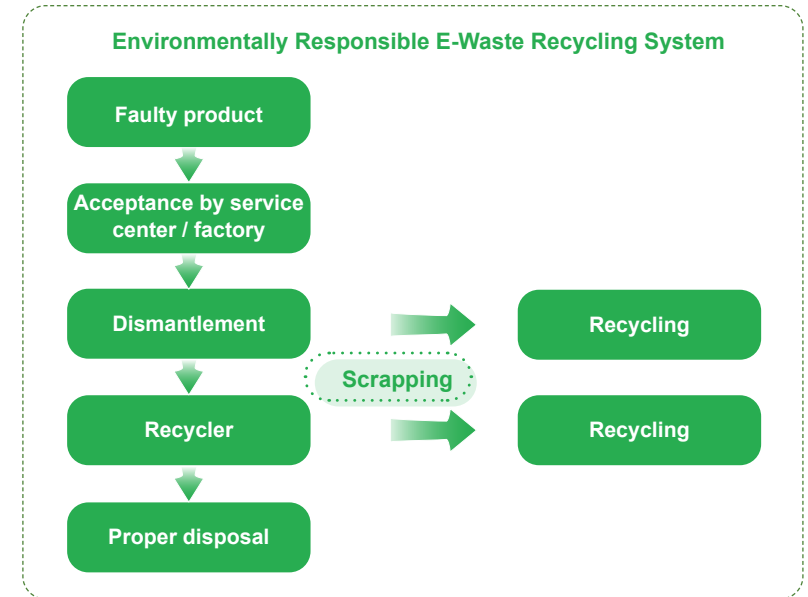 Environmentally Responsible E-Waste Recycling System
Faulty product
Acceptance by service
center / factory
Dismantlement
Recycling
Scrapping
Recycler
Recycling
Proper disposal